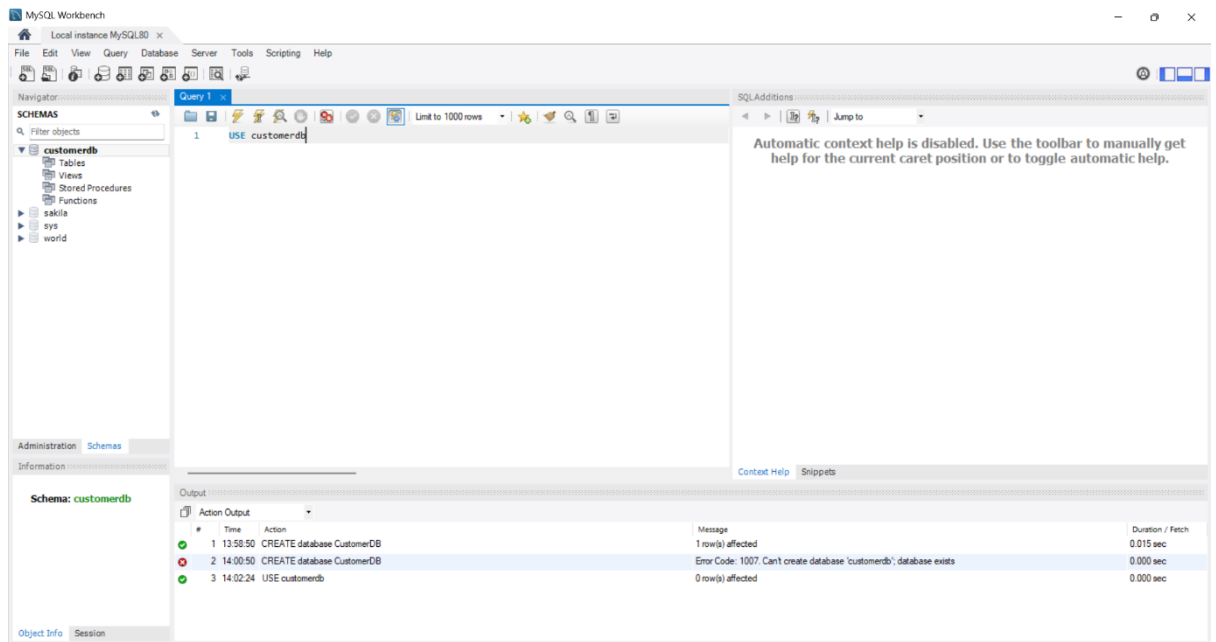 MySQL Workbench
Local instance MySQL80 ×
File Edit View Query Database Server Tools Scripting Help
Navigator
SCHEMAS
Filter objects
customerdb
Tables
Views
Stored Procedures
Functions
sakila
sys
world
Administration Schemas
Information
Schema: customerdb
Object Info Session
Query 1 ×
Limit to 1000 rows
1 USE customerdb
SQLAdditions
Jump to
Automatic context help is disabled. Use the toolbar to manually get
help for the current caret position or to toggle automatic help.
Context Help Snippets
Output
Action Output
# Time Action Message Duration / Fetch
1 13:58:50 CREATE database CustomerDB 1 row(s) affected 0.015 sec
2 14:00:50 CREATE database CustomerDB Error Code: 1007. Can't create database 'customerdb'; database exists 0.000 sec
3 14:02:24 USE customerdb 0 row(s) affected 0.000 sec